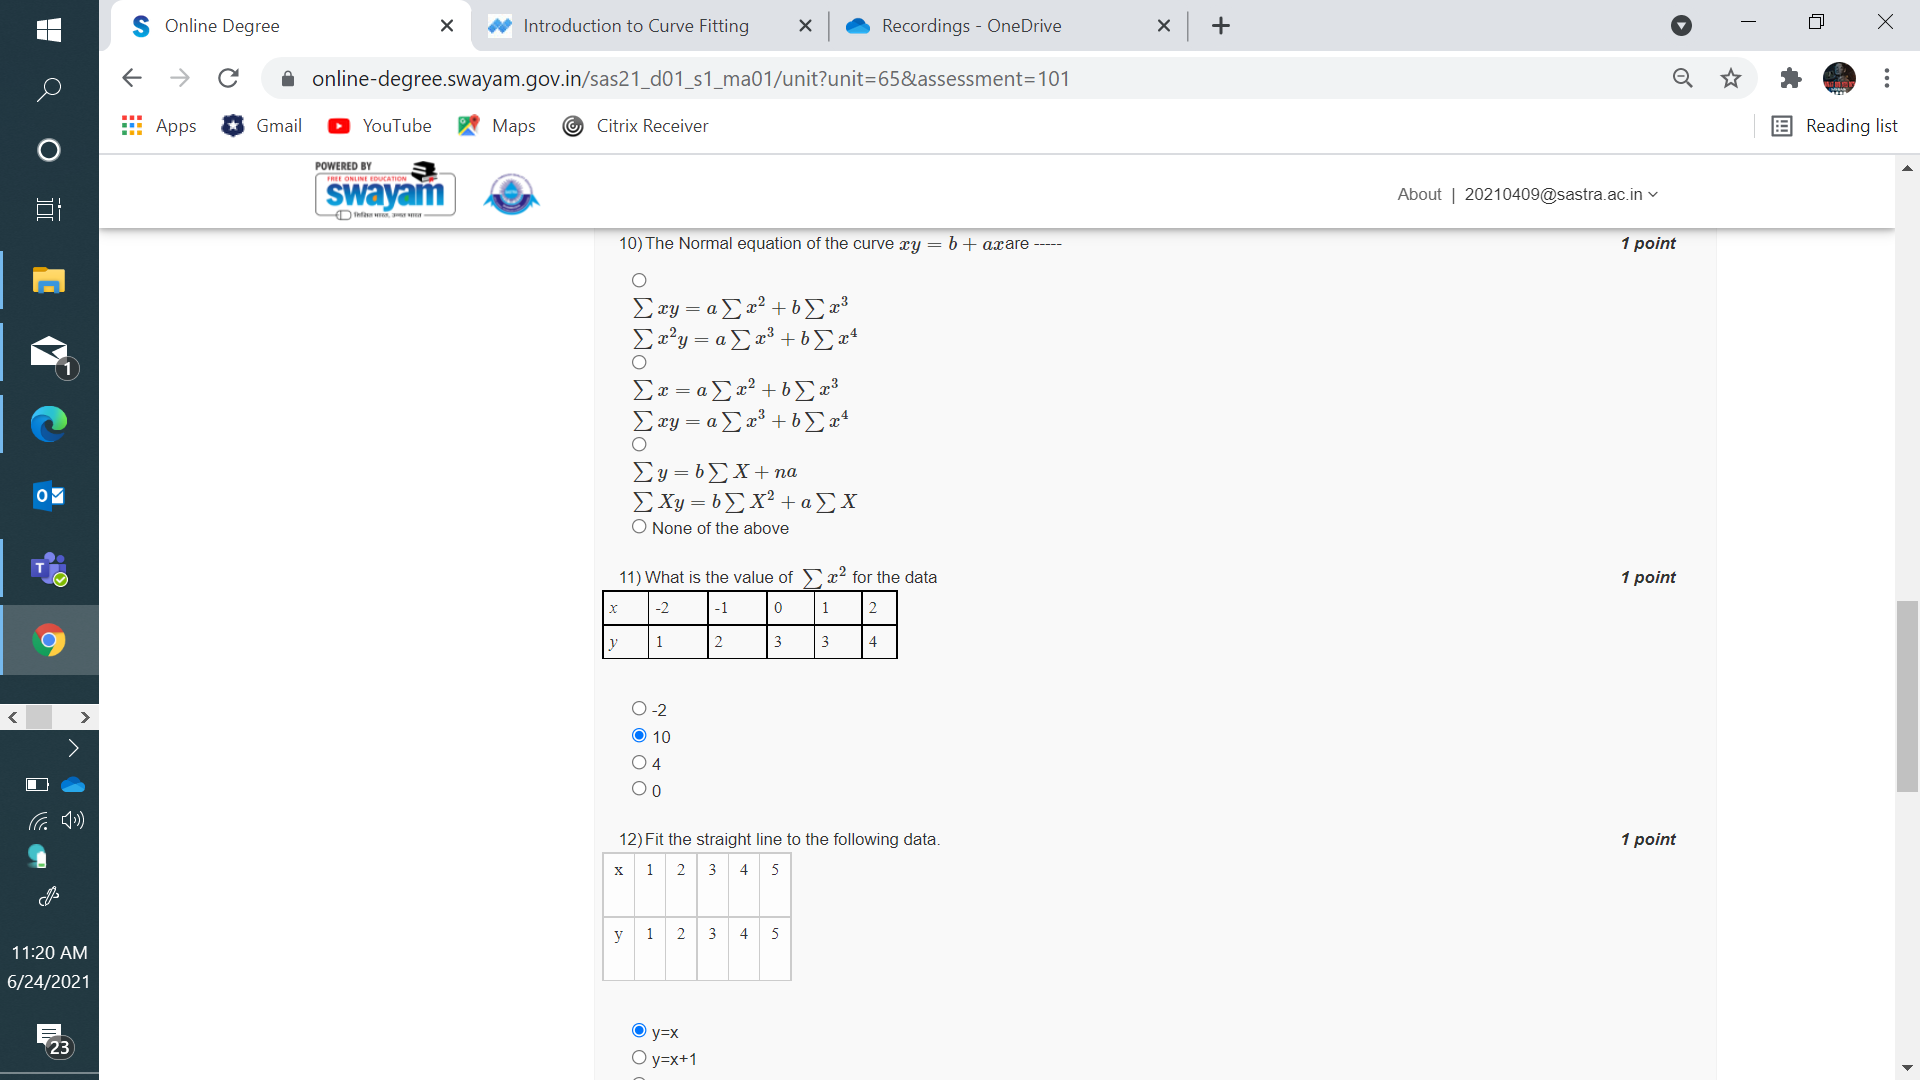 Online Degree
Introduction to Curve Fitting
Recordings - OneDrive
online-degree.swayam.gov.in/sas21_d01_s1_ma01/unit?unit=65&assessment=101
Apps
Gmail
YouTube
Maps
Citrix Receiver
Reading list
POWERED BY
FREE ONLINE EDUCATION
swayam
About | 20210409@sastra.ac.in
10) The Normal equation of the curve xy = b + ax are -----
1 point
∑ xy = a ∑ x² + b ∑ x³
∑ x²y = a ∑ x³ + b ∑ x⁴
∑ x = a ∑ x² + b ∑ x³
∑ xy = a ∑ x³ + b ∑ x⁴
∑ y = b ∑ X + na
∑ Xy = b ∑ X² + a ∑ X
None of the above
11) What is the value of ∑ x² for the data
1 point
x -2 -1 0 1 2
y 1 2 3 3 4
-2
10
4
0
12) Fit the straight line to the following data.
1 point
x 1 2 3 4 5
y 1 2 3 4 5
y=x
y=x+1
1
11:20 AM
6/24/2021
23